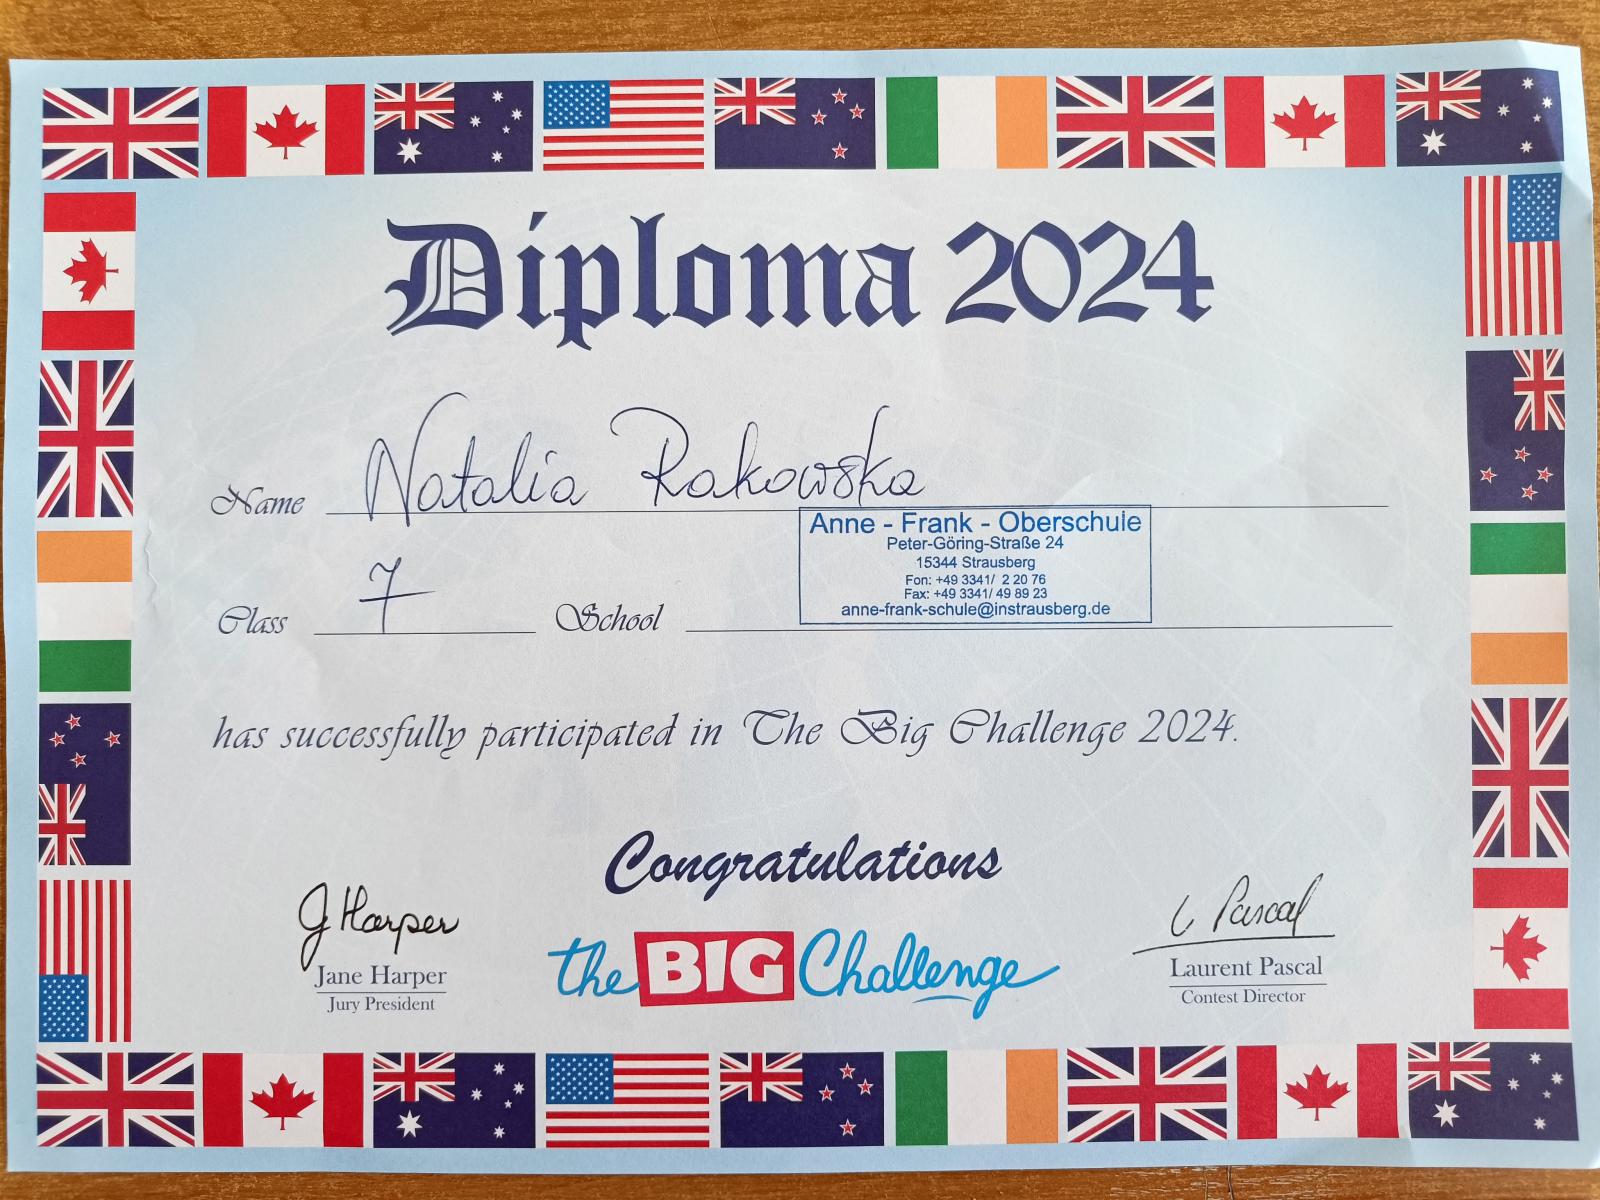 Diploma 2024
Name Natalia Rakowska
Anne - Frank - Oberschule
Peter-Göring-Straße 24
15344 Strausberg
Fon: +49 3341/ 2 20 76
Fax: +49 3341/ 49 89 23
anne-frank-schule@instrausberg.de
Class 7 School
has successfully participated in The Big Challenge 2024.
Congratulations
J Harper
Jane Harper
Jury President
the BIG Challenge
L Pascal
Laurent Pascal
Contest Director